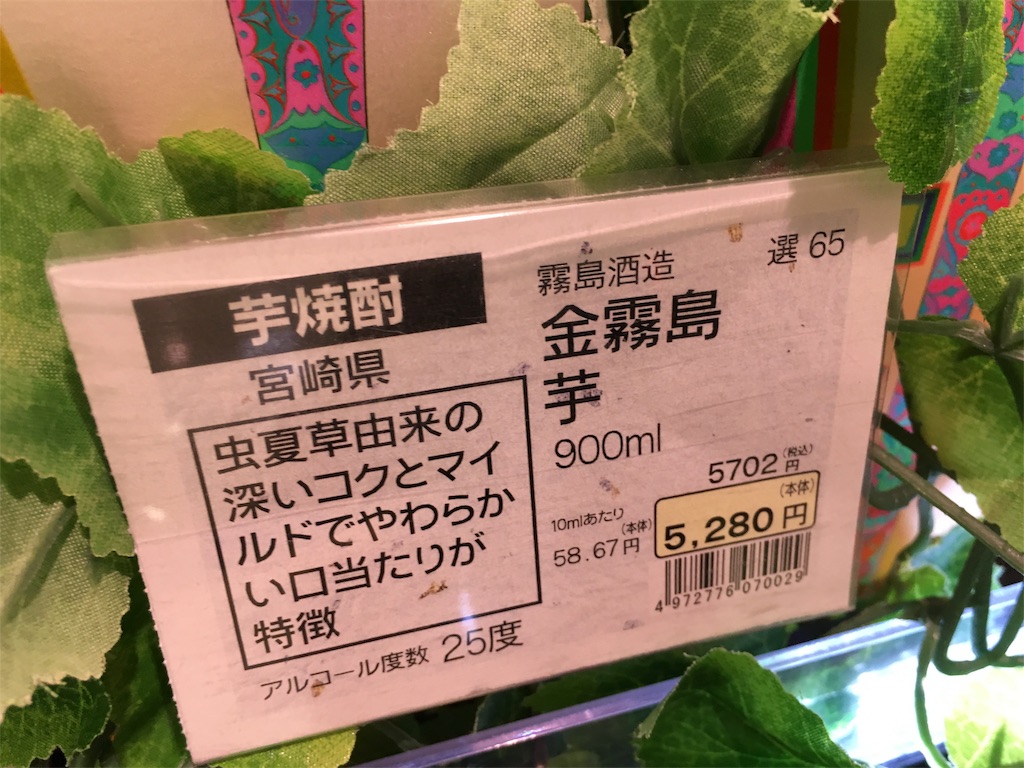 芋焼酎
宮崎県
虫夏草由来の
深いコクとマイ
ルドでやわらか
い口当たりが
特徴
アルコール度数 25度
選 65
霧島酒造
金霧島
芋
900ml
5702円(税込)
10mlあたり
58.67円(本体)
5,280円(本体)
4 972776 070029